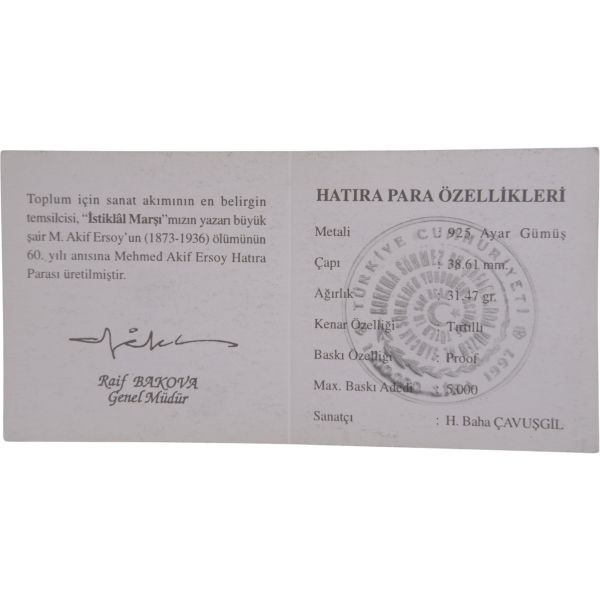 Toplum için sanat akımının en belirgin
temsilcisi, “İstiklâl Marşı”mızın yazarı büyük
şair M. Akif Ersoy'un (1873-1936) ölümünün
60. yılı anısına Mehmed Akif Ersoy Hatıra
Parası üretilmiştir.
Raif BAKOVA
Genel Müdür
HATIRA PARA ÖZELLİKLERİ
Metali : 925 Ayar Gümüş
Çapı : 38.61 mm.
Ağırlık : 31.47 gr.
Kenar Özelliği : Tırtıllı
Baskı Özelliği : Proof
Max. Baskı Adedi : 5.000
Sanatçı : H. Baha ÇAVUŞGİL
TÜRKİYE CUMHURİYETİ
1997